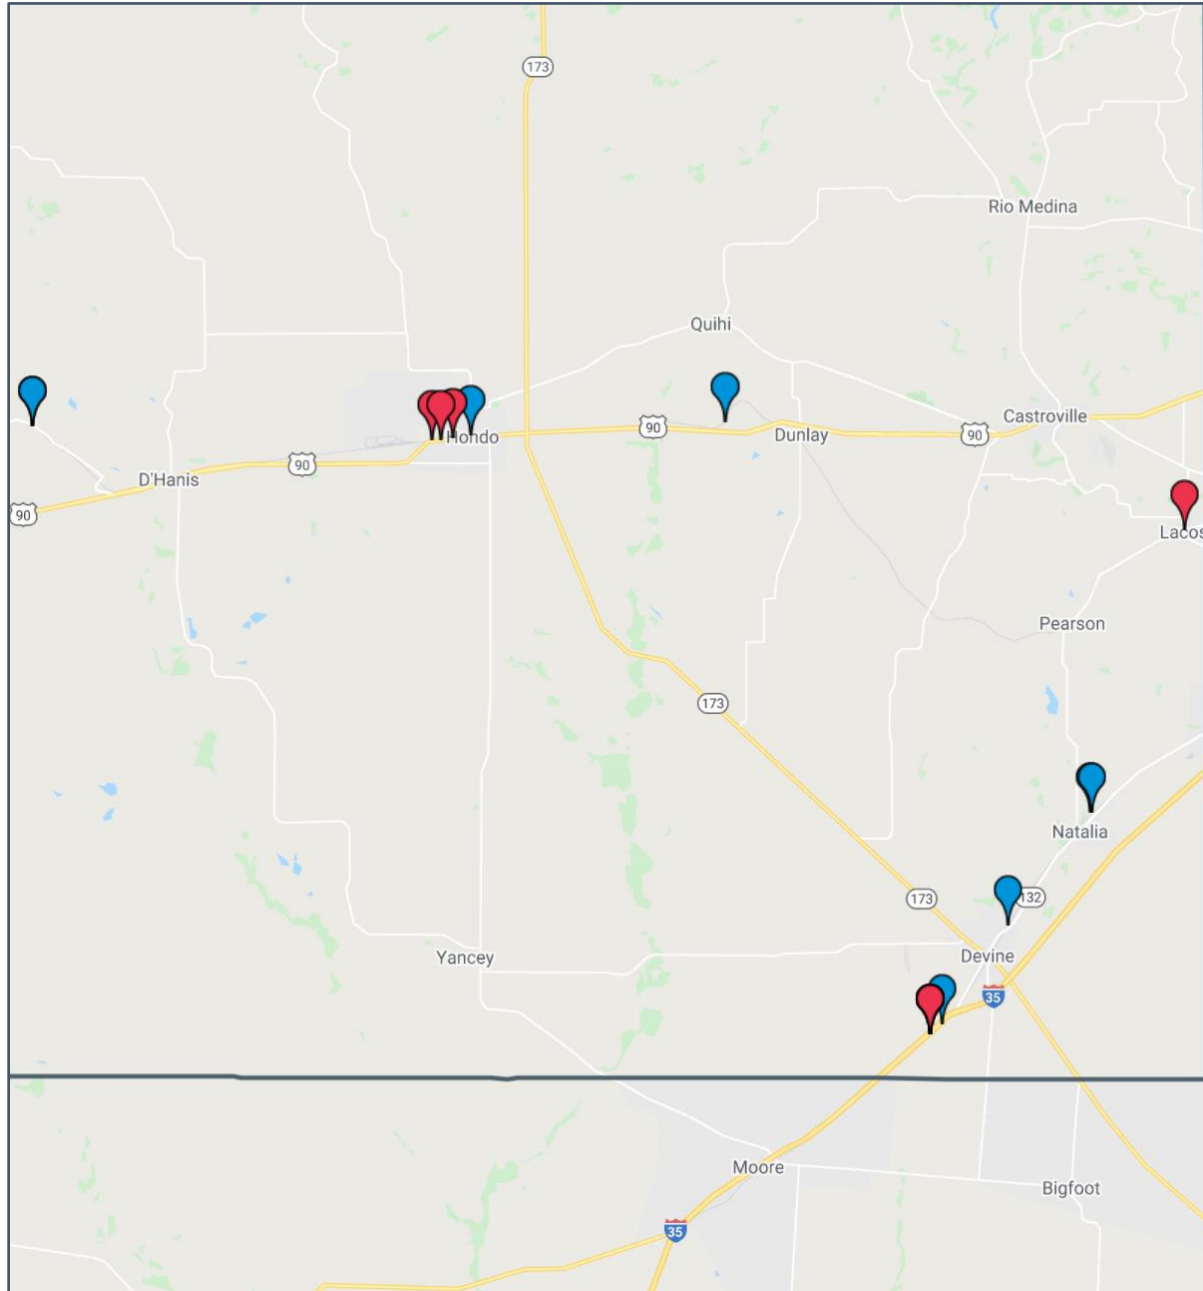 173
Rio Medina
Quihi
90
Castroville
Hondo
Dunlay
90
90
D'Hanis
90
Lacos
Pearson
173
Natalia
173
132
Yancey
Devine
35
Moore
Bigfoot
35